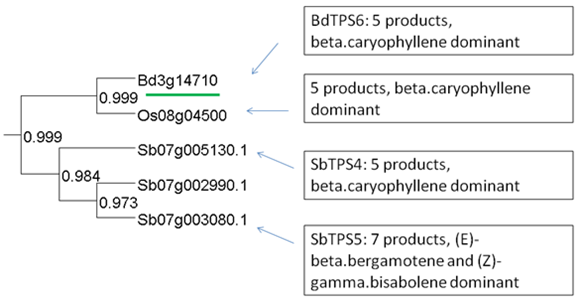 BdTPS6: 5 products,
beta.caryophyllene dominant
Bd3g14710
0.999
Os08g04500
5 products, beta.caryophyllene
dominant
0.999
Sb07g005130.1
SbTPS4: 5 products,
beta.caryophyllene dominant
0.984
Sb07g002990.1
0.973
Sb07g003080.1
SbTPS5: 7 products, (E)-
beta.bergamotene and (Z)-
gamma.bisabolene dominant